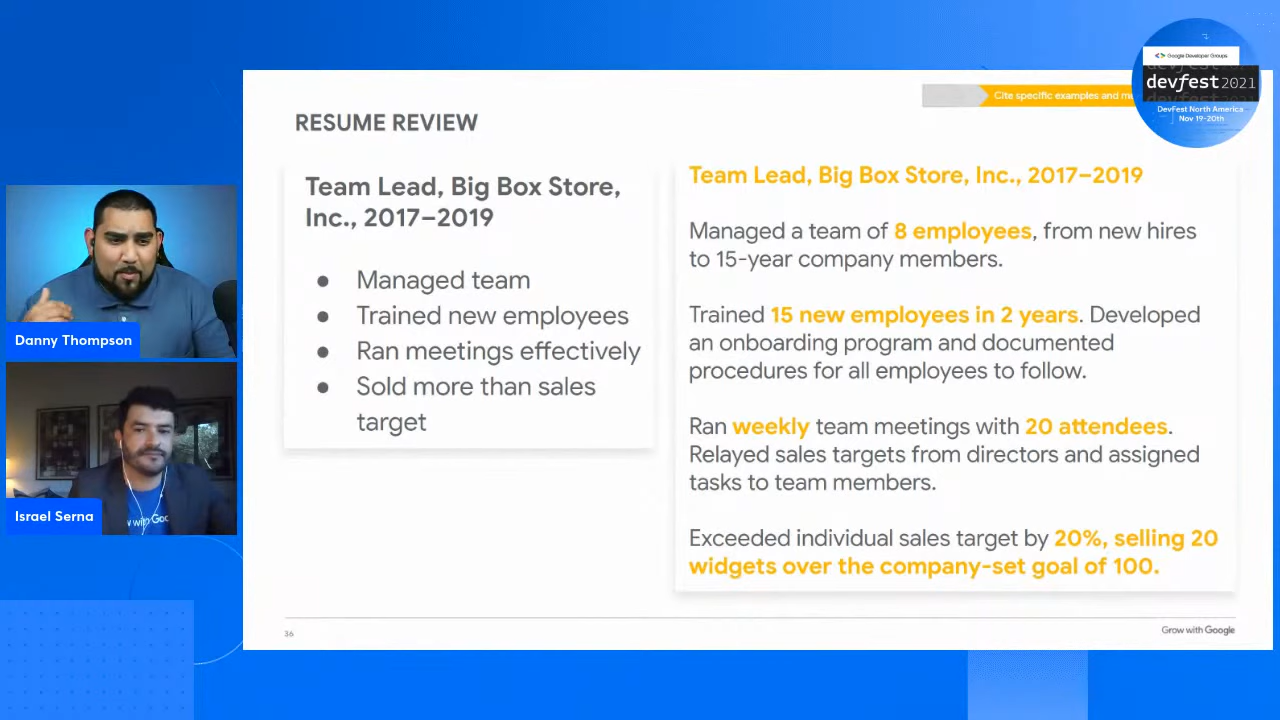 Google Developer Groups
devfest 2021
DevFest North America
Nov 19-20th
Cite specific examples and
RESUME REVIEW
Team Lead, Big Box Store,
Inc., 2017–2019
● Managed team
● Trained new employees
● Ran meetings effectively
● Sold more than sales
target
Team Lead, Big Box Store, Inc., 2017–2019
Managed a team of 8 employees, from new hires
to 15-year company members.
Trained 15 new employees in 2 years. Developed
an onboarding program and documented
procedures for all employees to follow.
Ran weekly team meetings with 20 attendees.
Relayed sales targets from directors and assigned
tasks to team members.
Exceeded individual sales target by 20%, selling 20
widgets over the company-set goal of 100.
Danny Thompson
Israel Serna
36
Grow with Google